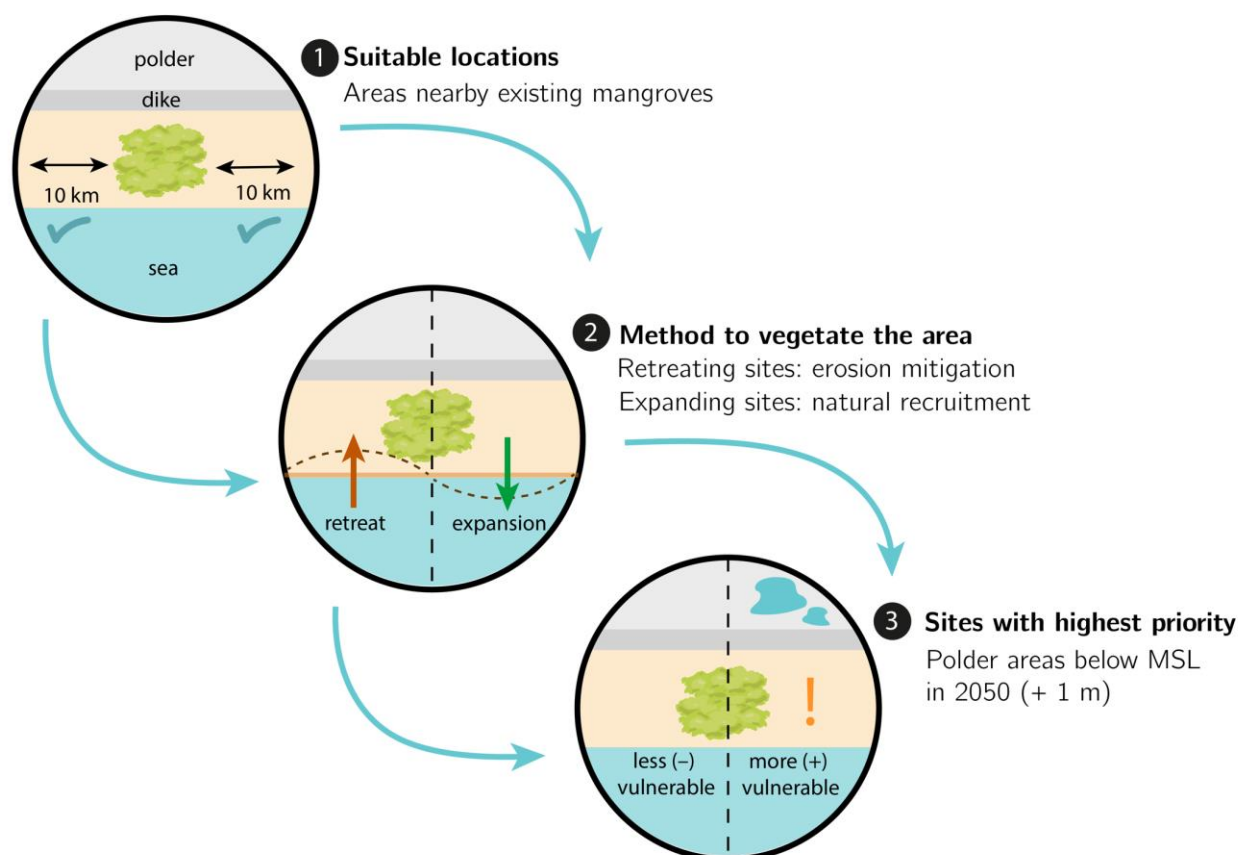 polder
dike
10 km
10 km
sea
1 Suitable locations
Areas nearby existing mangroves
retreat
expansion
2 Method to vegetate the area
Retreating sites: erosion mitigation
Expanding sites: natural recruitment
less (–)
vulnerable
more (+)
vulnerable
!
3 Sites with highest priority
Polder areas below MSL
in 2050 (+ 1 m)